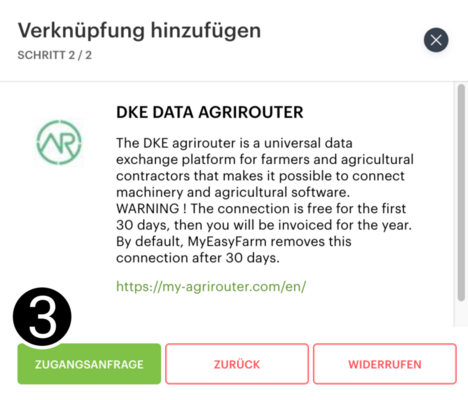 Verknüpfung hinzufügen
SCHRITT 2 / 2
DKE DATA AGRIROUTER
AR
The DKE agrirouter is a universal data
exchange platform for farmers and agricultural
contractors that makes it possible to connect
machinery and agricultural software.
WARNING ! The connection is free for the first
30 days, then you will be invoiced for the year.
By default, MyEasyFarm removes this
connection after 30 days.
https://my-agrirouter.com/en/
3
ZUGANGSANFRAGE
ZURÜCK
WIDERRUFEN